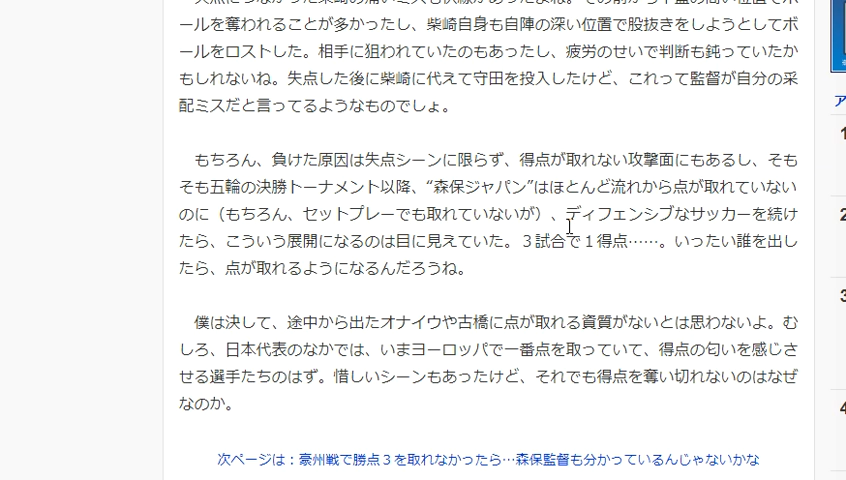 ールを奪われることが多かったし、柴崎自身も自陣の深い位置で股抜きをしようとしてボ
ールをロストした。相手に狙われていたのもあったし、疲労のせいで判断も鈍っていたか
もしれないね。失点した後に柴崎に代えて守田を投入したけど、これって監督が自分の采
配ミスだと言ってるようなものでしょ。
もちろん、負けた原因は失点シーンに限らず、得点が取れない攻撃面にもあるし、そも
そも五輪の決勝トーナメント以降、“森保ジャパン”はほとんど流れから点が取れていない
のに（もちろん、セットプレーでも取れていないが）、ディフェンシブなサッカーを続け
たら、こういう展開になるのは目に見えていた。３試合で１得点……。いったい誰を出し
たら、点が取れるようになるんだろうね。
僕は決して、途中から出たオナイウや古橋に点が取れる資質がないとは思わないよ。む
しろ、日本代表のなかでは、いまヨーロッパで一番点を取っていて、得点の匂いを感じさ
せる選手たちのはず。惜しいシーンもあったけど、それでも得点を奪い切れないのはなぜ
なのか。
次ページは：豪州戦で勝点３を取れなかったら…森保監督も分かっているんじゃないかな
ア
1
2
3
4